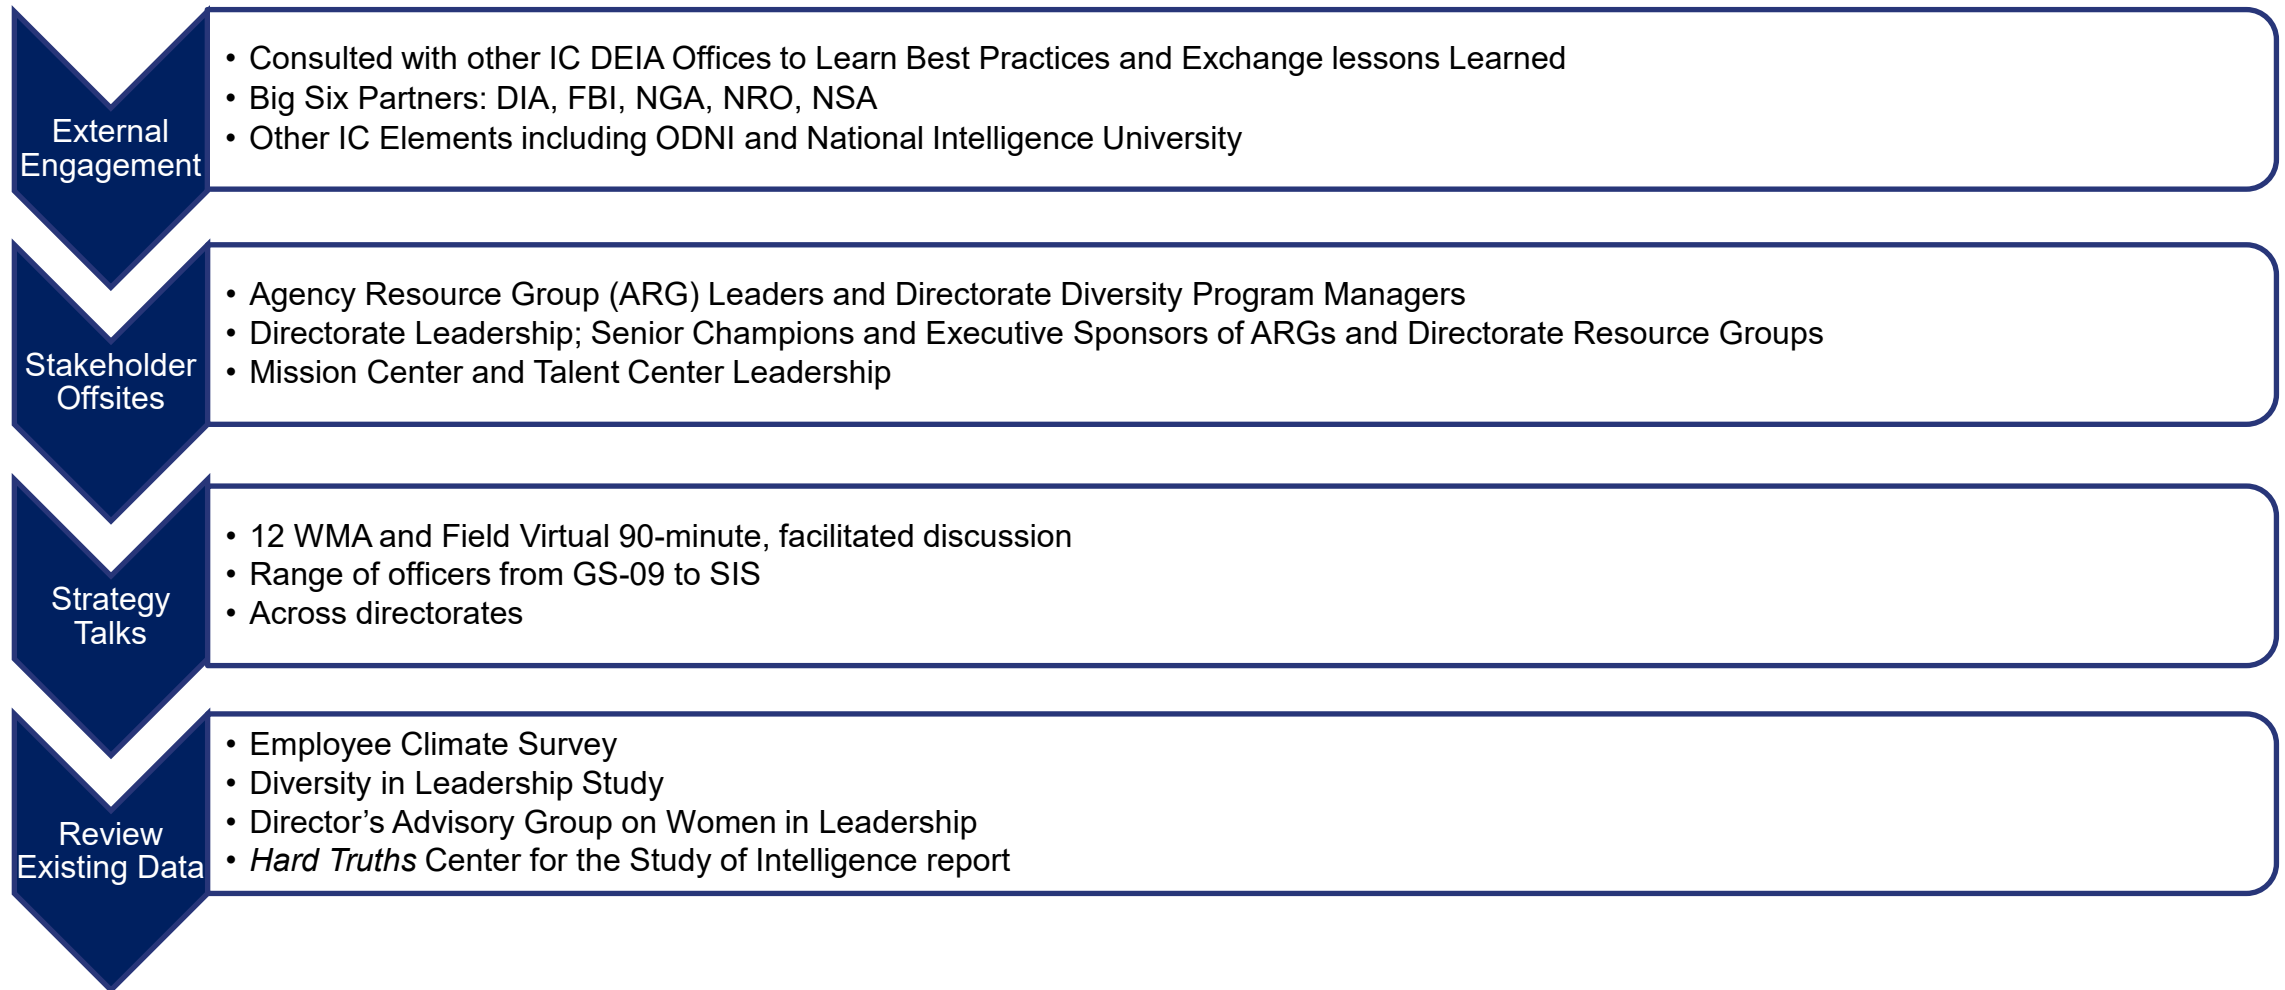 External
Engagement
• Consulted with other IC DEIA Offices to Learn Best Practices and Exchange lessons Learned
• Big Six Partners: DIA, FBI, NGA, NRO, NSA
• Other IC Elements including ODNI and National Intelligence University
Stakeholder
Offsites
• Agency Resource Group (ARG) Leaders and Directorate Diversity Program Managers
• Directorate Leadership; Senior Champions and Executive Sponsors of ARGs and Directorate Resource Groups
• Mission Center and Talent Center Leadership
Strategy
Talks
• 12 WMA and Field Virtual 90-minute, facilitated discussion
• Range of officers from GS-09 to SIS
• Across directorates
Review
Existing Data
• Employee Climate Survey
• Diversity in Leadership Study
• Director’s Advisory Group on Women in Leadership
• Hard Truths Center for the Study of Intelligence report